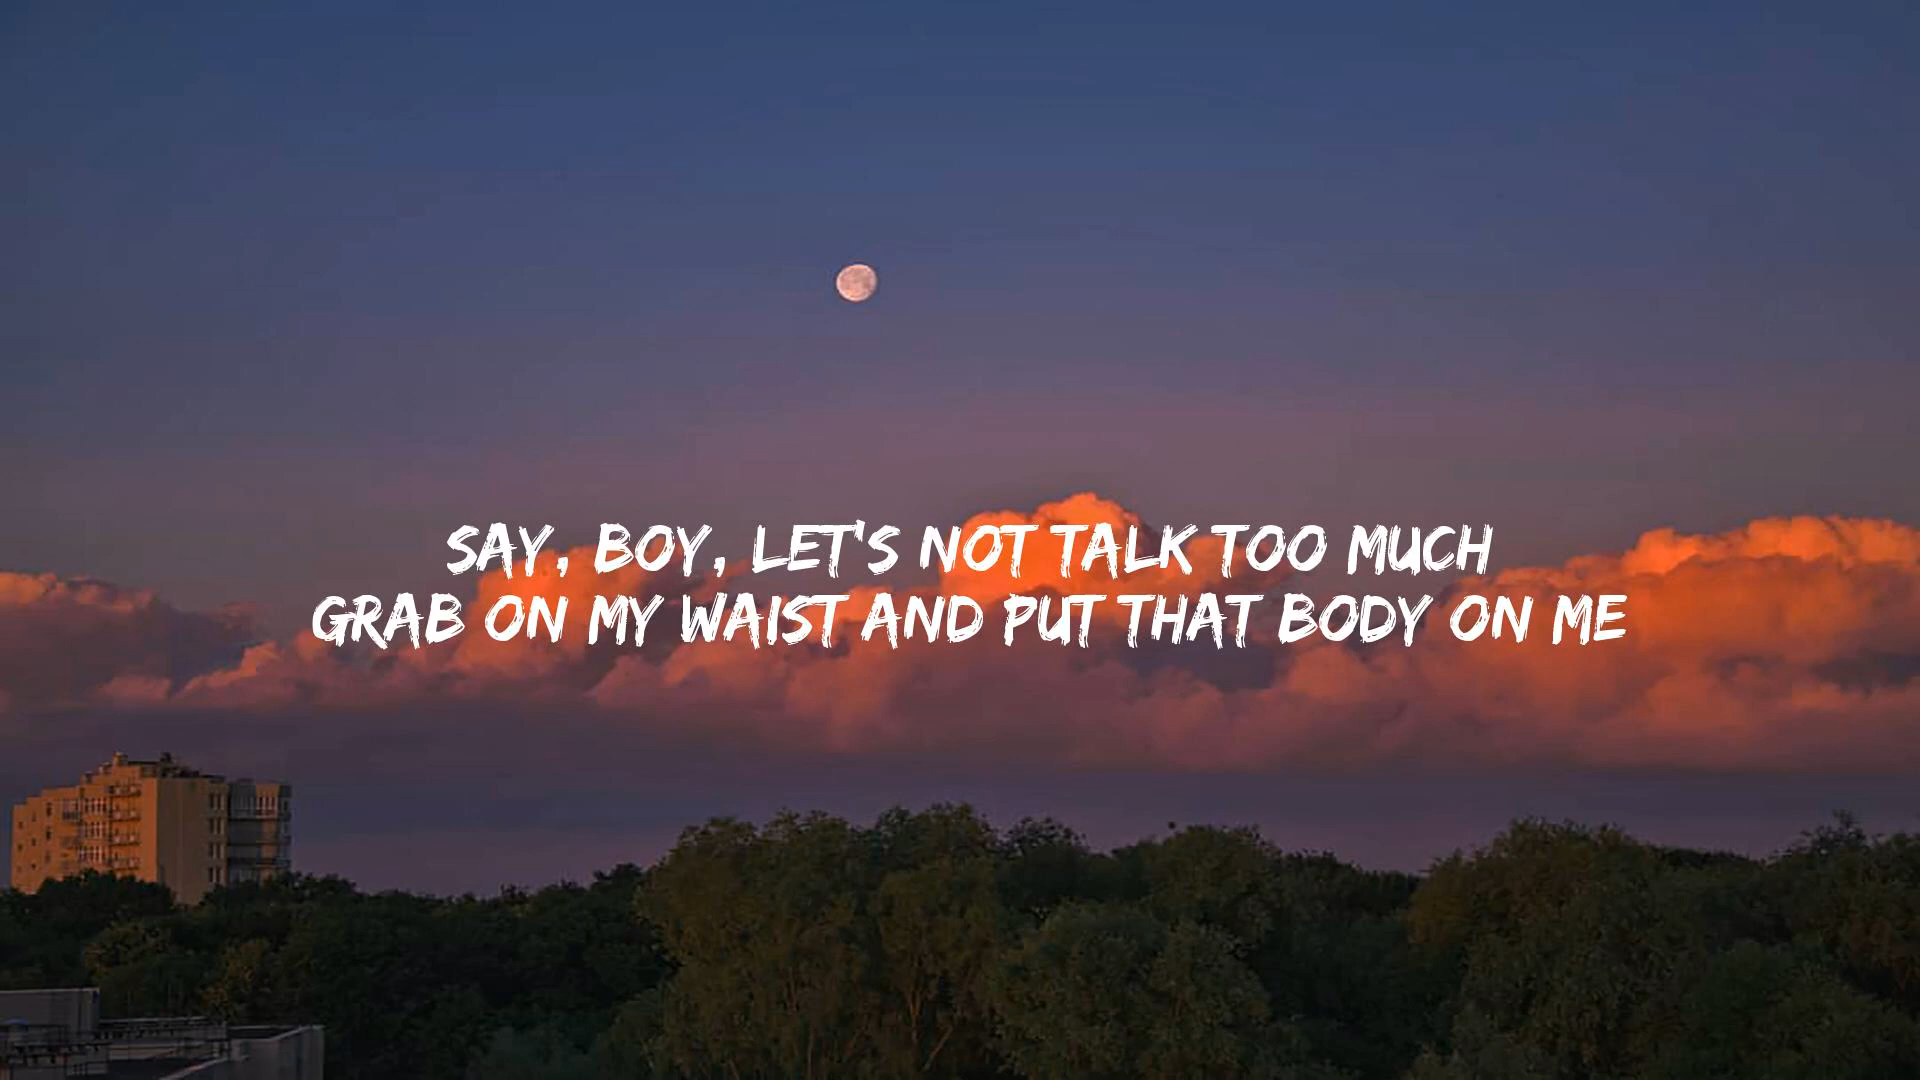 SAY, BOY, LET'S NOT TALK TOO MUCH
GRAB ON MY WAIST AND PUT THAT BODY ON ME